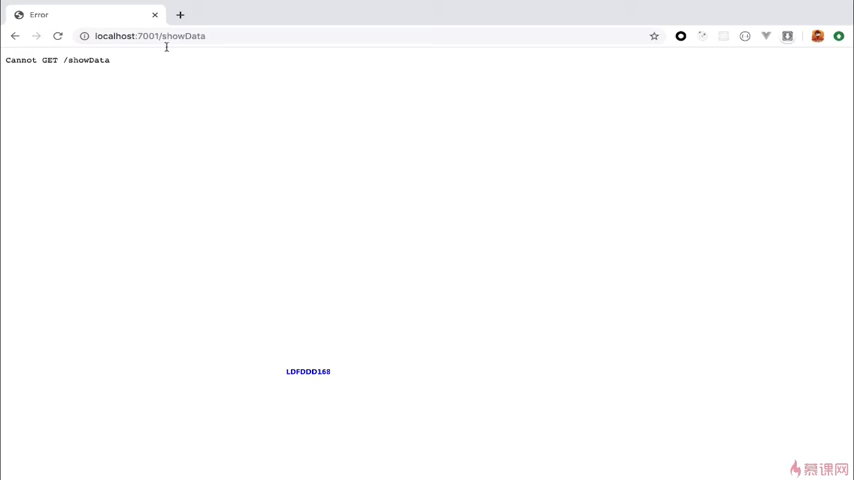 Error
localhost:7001/showData
Cannot GET /showData
LDFDDD168
慕课网